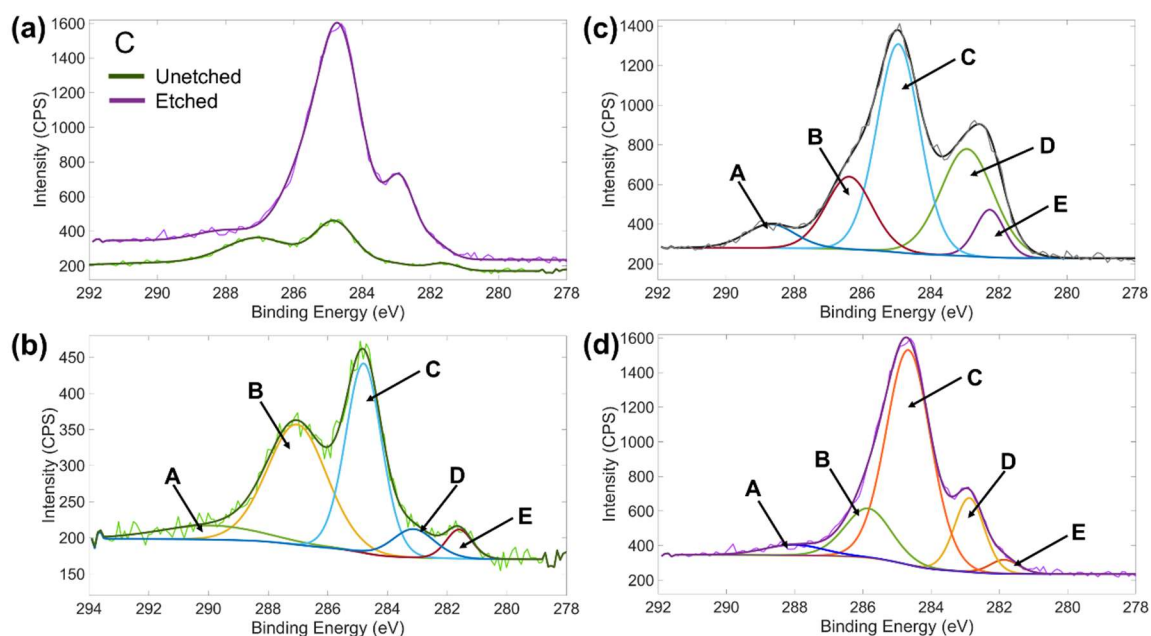 (a)
1600
1400
1200
1000
800
600
400
200
Intensity (CPS)
C
Unetched
Etched
292 290 288 286 284 282 280 278
Binding Energy (eV)
(c)
1400
1200
1000
800
600
400
200
Intensity (CPS)
A
B
C
D
E
292 290 288 286 284 282 280 278
Binding Energy (eV)
(b)
450
400
350
300
250
200
150
Intensity (CPS)
A
B
C
D
E
294 292 290 288 286 284 282 280 278
Binding Energy (eV)
(d)
1600
1400
1200
1000
800
600
400
200
Intensity (CPS)
A
B
C
D
E
292 290 288 286 284 282 280 278
Binding Energy (eV)